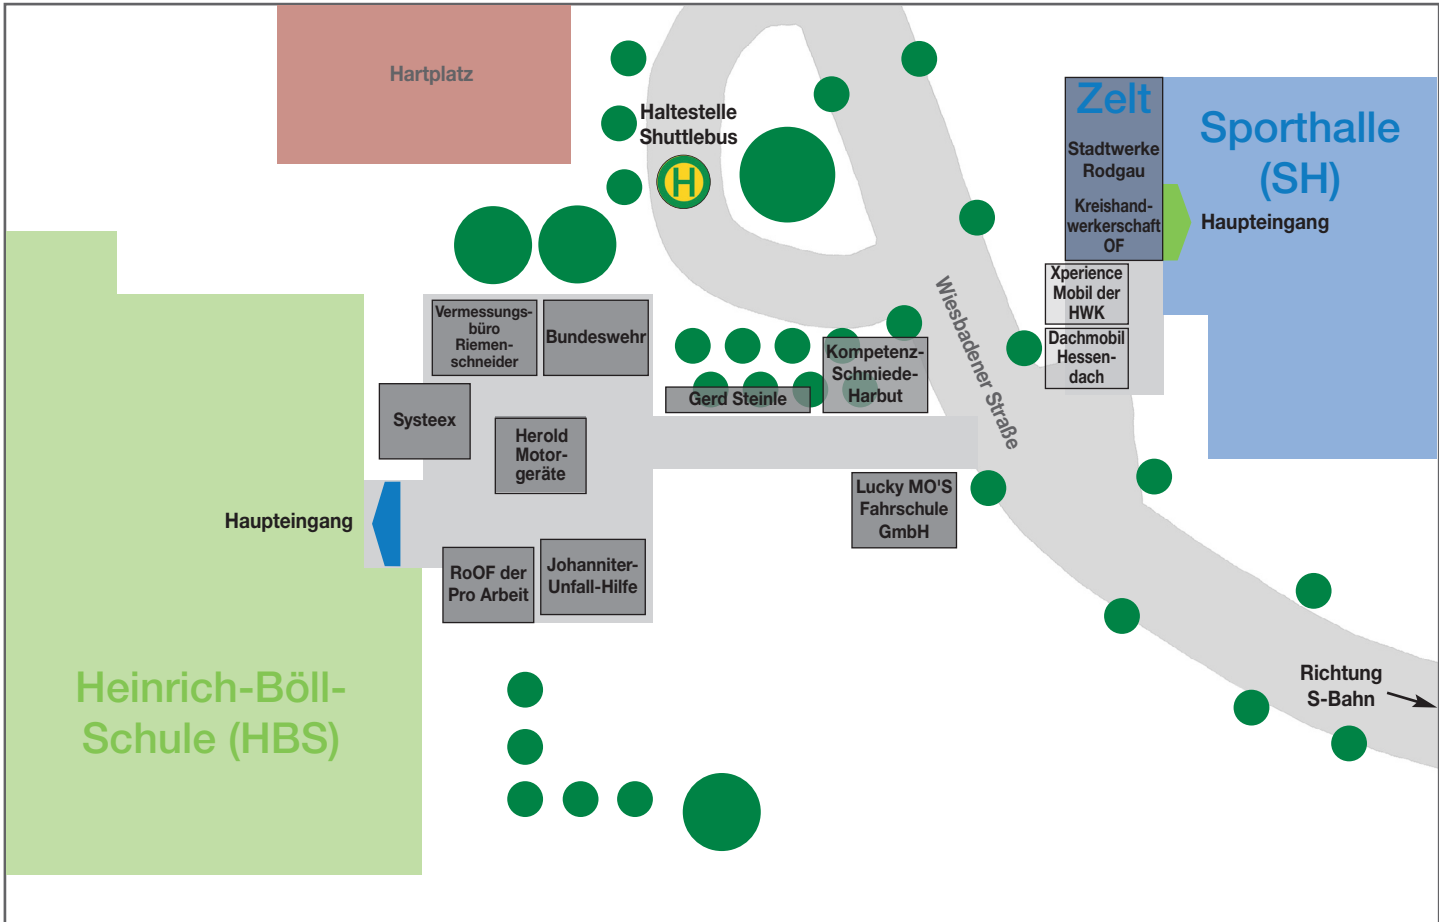 Hartplatz
Haltestelle
Shuttlebus
H
Zelt
Stadtwerke
Rodgau
Kreishand-
werkerschaft
OF
Sporthalle
(SH)
Haupteingang
Xperience
Mobil der
HWK
Dachmobil
Hessen-
dach
Wiesbadener Straße
Vermessungs-
büro
Riemen-
schneider
Bundeswehr
Kompetenz-
Schmiede-
Harbut
Gerd Steinle
Systeex
Herold
Motor-
geräte
Lucky MO'S
Fahrschule
GmbH
Haupteingang
RoOF der
Pro Arbeit
Johanniter-
Unfall-Hilfe
Heinrich-Böll-
Schule (HBS)
Richtung
S-Bahn